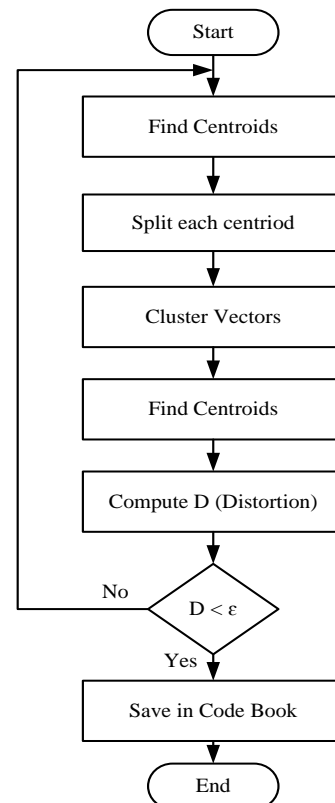 Start
Find Centroids
Split each centriod
Cluster Vectors
Find Centroids
Compute D (Distortion)
No
D < ε
Yes
Save in Code Book
End